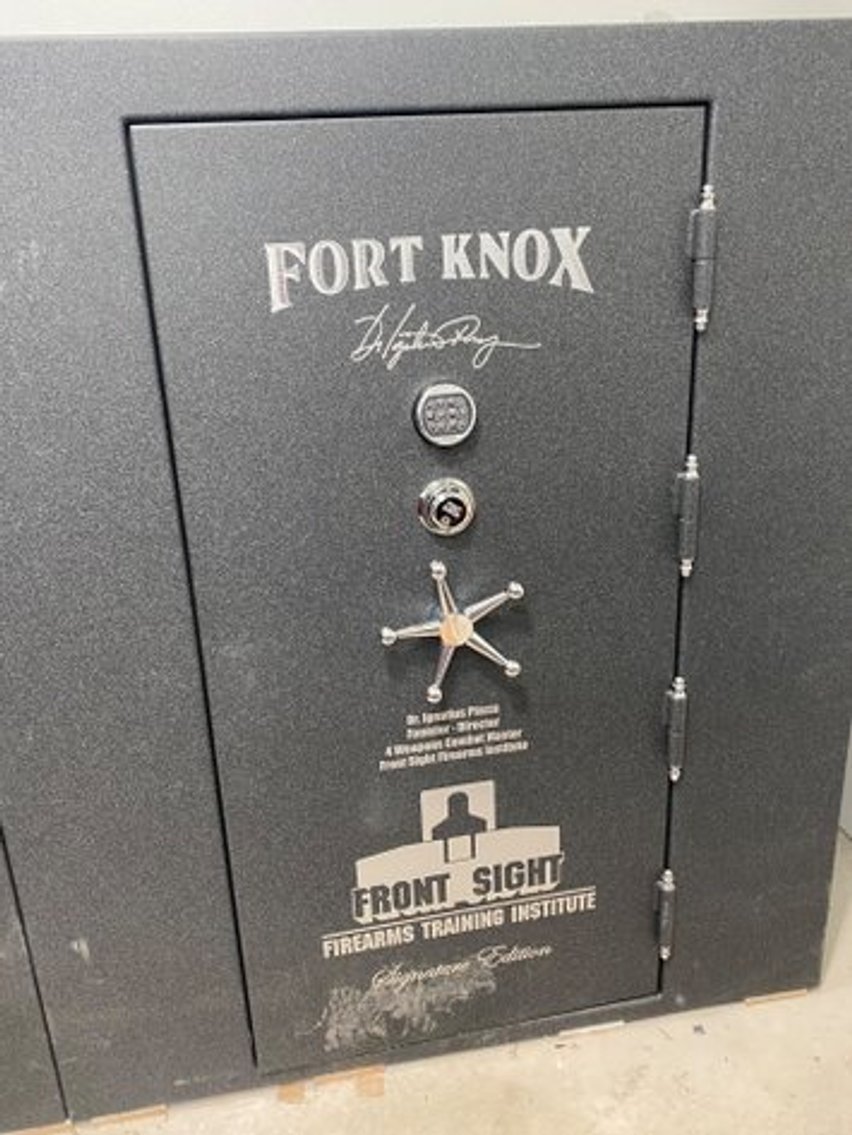 FORT KNOX
Dr. Ignatius Piazza
Founder - Director
4 Weapons Combat Master
Front Sight Firearms Institute
FRONT SIGHT
FIREARMS TRAINING INSTITUTE
Signature Edition